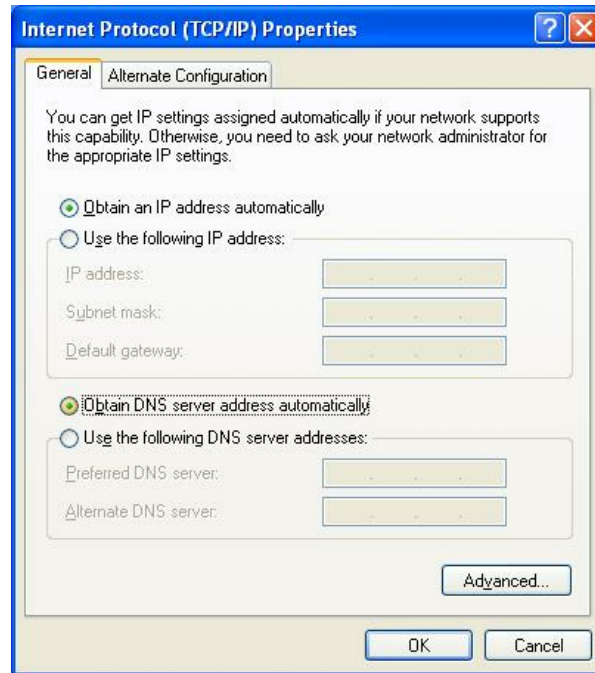 Internet Protocol (TCP/IP) Properties
General
Alternate Configuration
You can get IP settings assigned automatically if your network supports
this capability. Otherwise, you need to ask your network administrator for
the appropriate IP settings.
Obtain an IP address automatically
Use the following IP address:
IP address:
Subnet mask:
Default gateway:
Obtain DNS server address automatically
Use the following DNS server addresses:
Preferred DNS server:
Alternate DNS server:
Advanced...
OK
Cancel